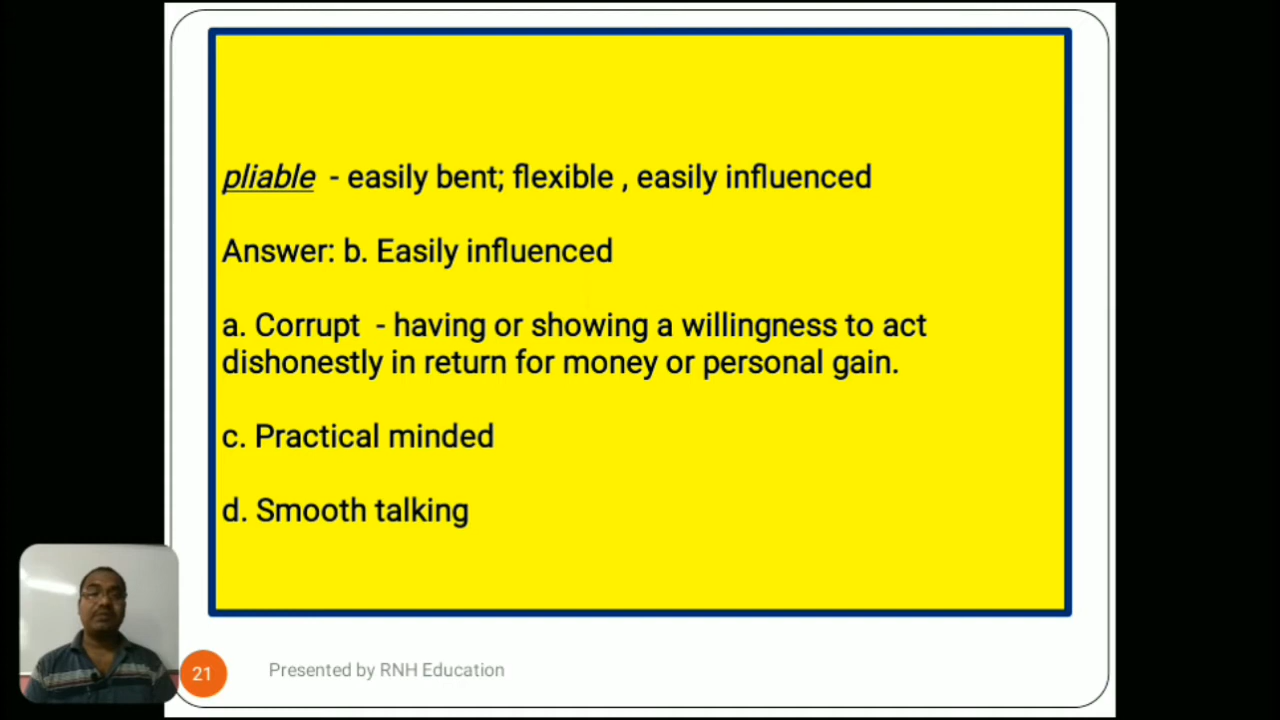 pliable - easily bent; flexible , easily influenced
Answer: b. Easily influenced
a. Corrupt - having or showing a willingness to act
dishonestly in return for money or personal gain.
c. Practical minded
d. Smooth talking
21
Presented by RNH Education